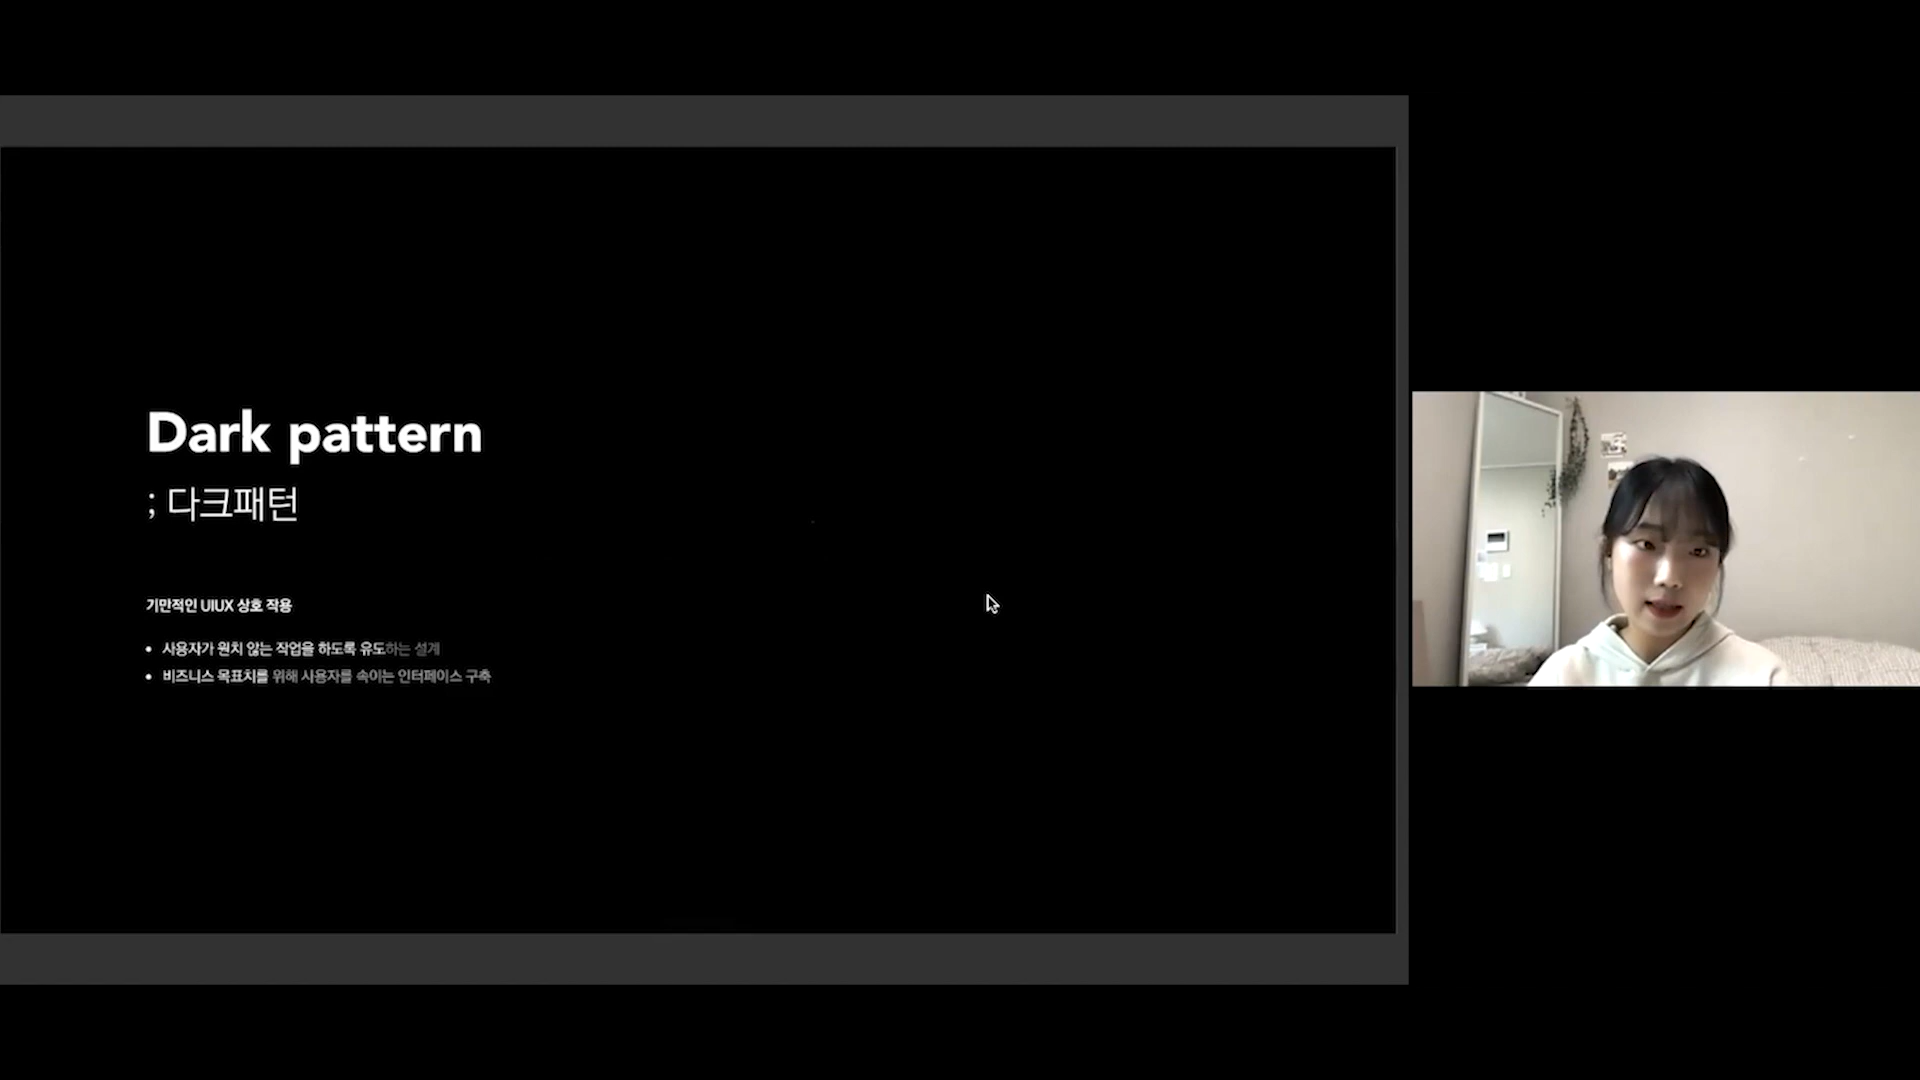 Dark pattern
; 다크패턴
기만적인 UIUX 상호 작용
• 사용자가 원치 않는 작업을 하도록 유도하는 설계
• 비즈니스 목표치를 위해 사용자를 속이는 인터페이스 구축